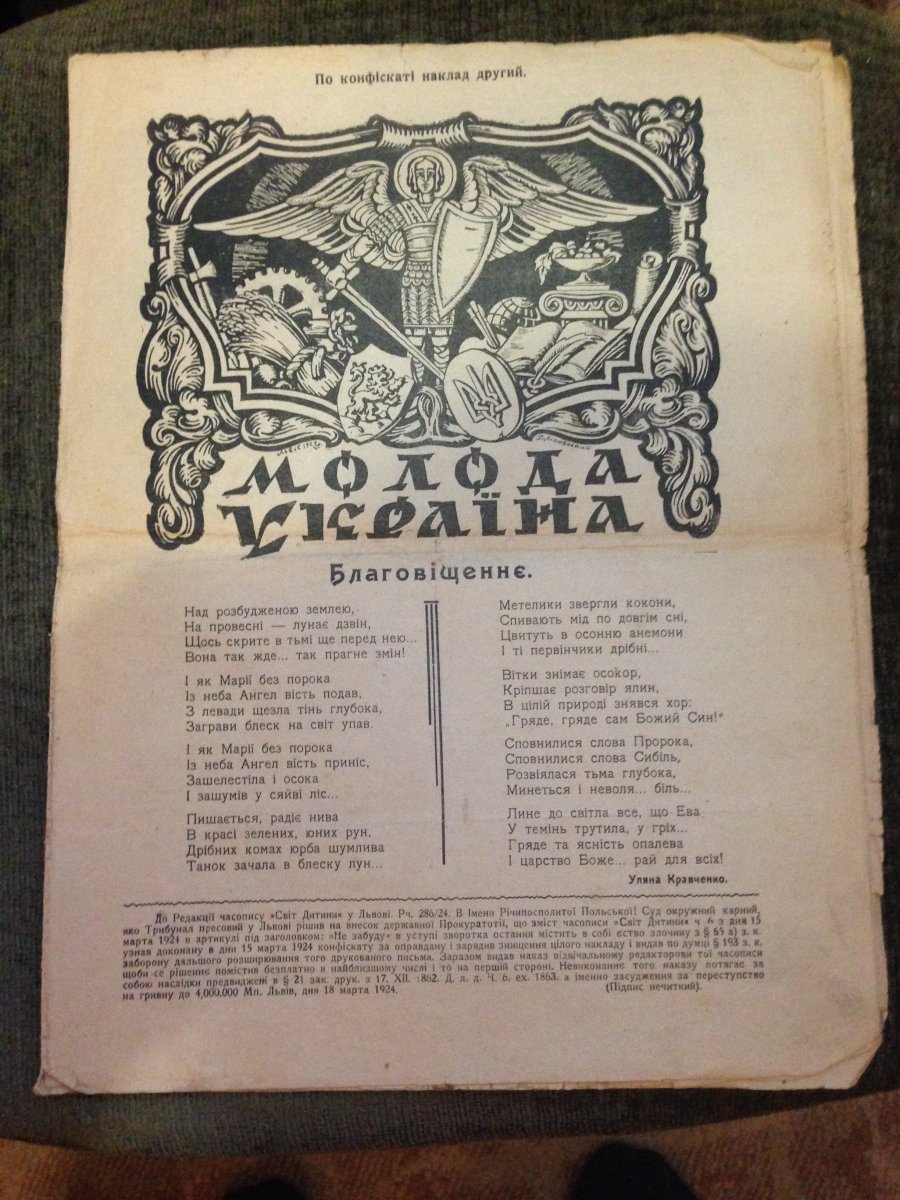 По конфіскаті наклад другий.
МОЛОДА
УКРАЇНА
Благовіщеннє.
Над розбудженою землею,
На провесні — лунає дзвін,
Щось скрите в тьмі ще перед нею...
Вона так жде... так прагне змін!
І як Марії без порока
Із неба Ангел вість подав,
З левади щезла тінь глубока,
Заграви блеск на світ упав.
І як Марії без порока
Із неба Ангел вість приніс,
Зашелестіла і осока
І зашумів у сяйві ліс...
Пишається, радіє нива
В красі зелених, юних рун,
Дрібних комах юрба шумлива
Танок зачала в блеску лун...
Метелики звергли кокони,
Спивають мід по довгім сні,
Цвитуть в осонню анемони
І ті первінчики дрібні...
Вітки знімає осокор,
Кріпшає розговір ялин,
В цілій природі знявся хор:
„Гряде, гряде сам Божий Син!"
Сповнилися слова Пророка,
Сповнилися слова Сибіль,
Розвіялася тьма глубока,
Минеться і неволя... біль...
Лине до світла все, що Ева
У темінь трутила, у гріх...
Гряде та ясність опалева
І царство Боже... рай для всіх!
Уляна Кравченко.
До Редакції часопису »Світ Дитини« у Львові. Рч. 286/24. В Імени Річипосполитої Польської! Суд окружний карний,
яко Трибунал пресовий у Львові рішив на внесок державної Прокуратотії, що зміст часописи »Світ Дитини« ч 6 з дня 15
марта 1924 в артикулі під заголовком: »Не забуду« в уступі зворотка остання містить в собі єство злочину з § 65 а) з. к.
узнав доконану в дни 15 марта 1924 конфіскату за оправдану і зарядив знищення цілого накладу і видав по думці § 193 з. к.
заборону дальшого розширювання того друкованого письма. Заразом видав наказ відвічальному редакторови тої часописи
щоби се рішеннє помістив безплатно в найблизшому числі і то на першій стороні. Невиконаннє того наказу потягає за
собою наслідки предвиджені в § 21 зак. друк. з 17. XII. 1862. Д. л. д. Ч. 6. ех. 1863. а іменно засудження за переступство
на гривну до 4,000.000 Мп. Львів, дня 18 марта 1924. (Підпис нечиткий).